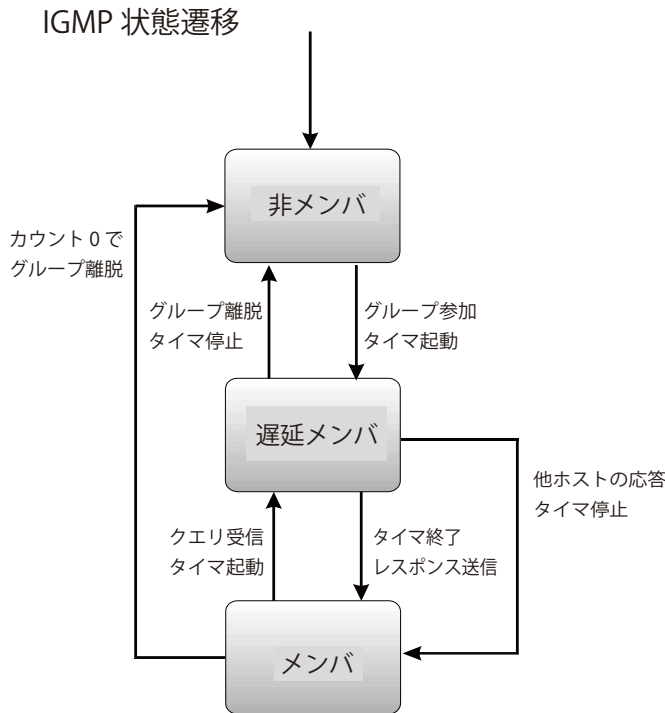 IGMP 状態遷移
非メンバ
カウント 0 で
グループ離脱
グループ離脱
タイマ停止
グループ参加
タイマ起動
遅延メンバ
他ホストの応答
タイマ停止
クエリ受信
タイマ起動
タイマ終了
レスポンス送信
メンバ